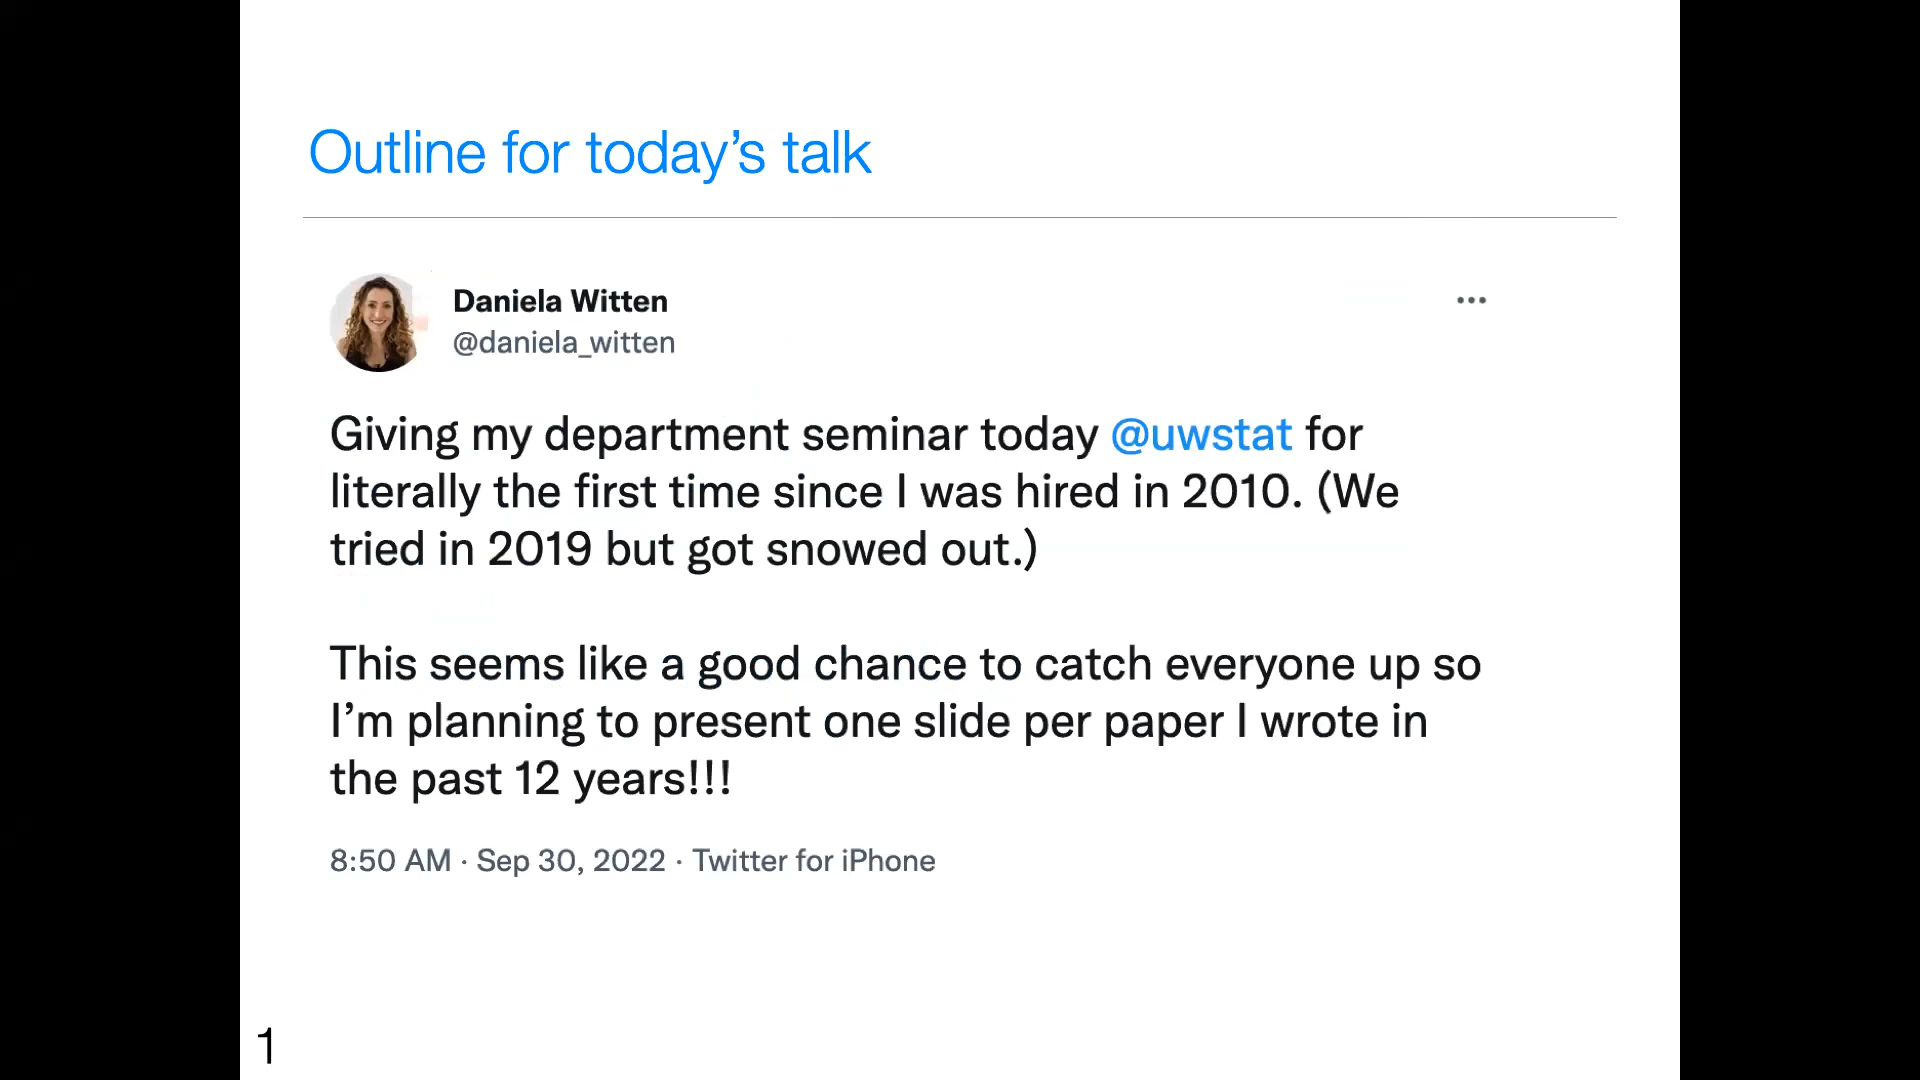 Outline for today’s talk
Daniela Witten
@daniela_witten
Giving my department seminar today @uwstat for
literally the first time since I was hired in 2010. (We
tried in 2019 but got snowed out.)
This seems like a good chance to catch everyone up so
I’m planning to present one slide per paper I wrote in
the past 12 years!!!
8:50 AM · Sep 30, 2022 · Twitter for iPhone
1